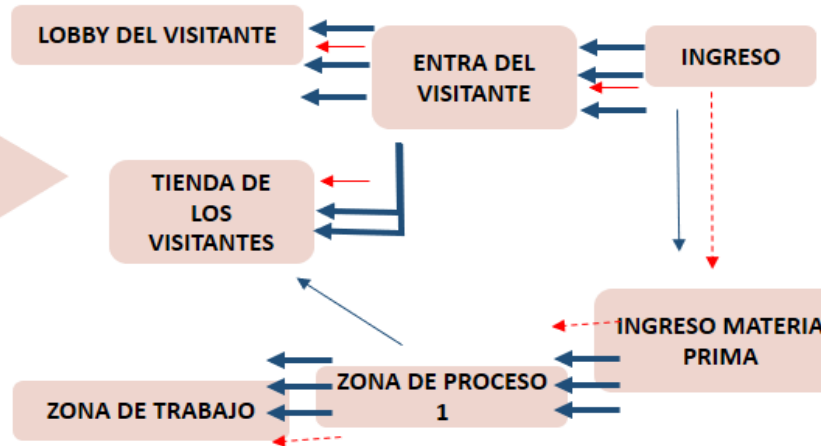 LOBBY DEL VISITANTE
ENTRA DEL
VISITANTE
INGRESO
TIENDA DE
LOS
VISITANTES
INGRESO MATERIA
PRIMA
ZONA DE PROCESO
1
ZONA DE TRABAJO